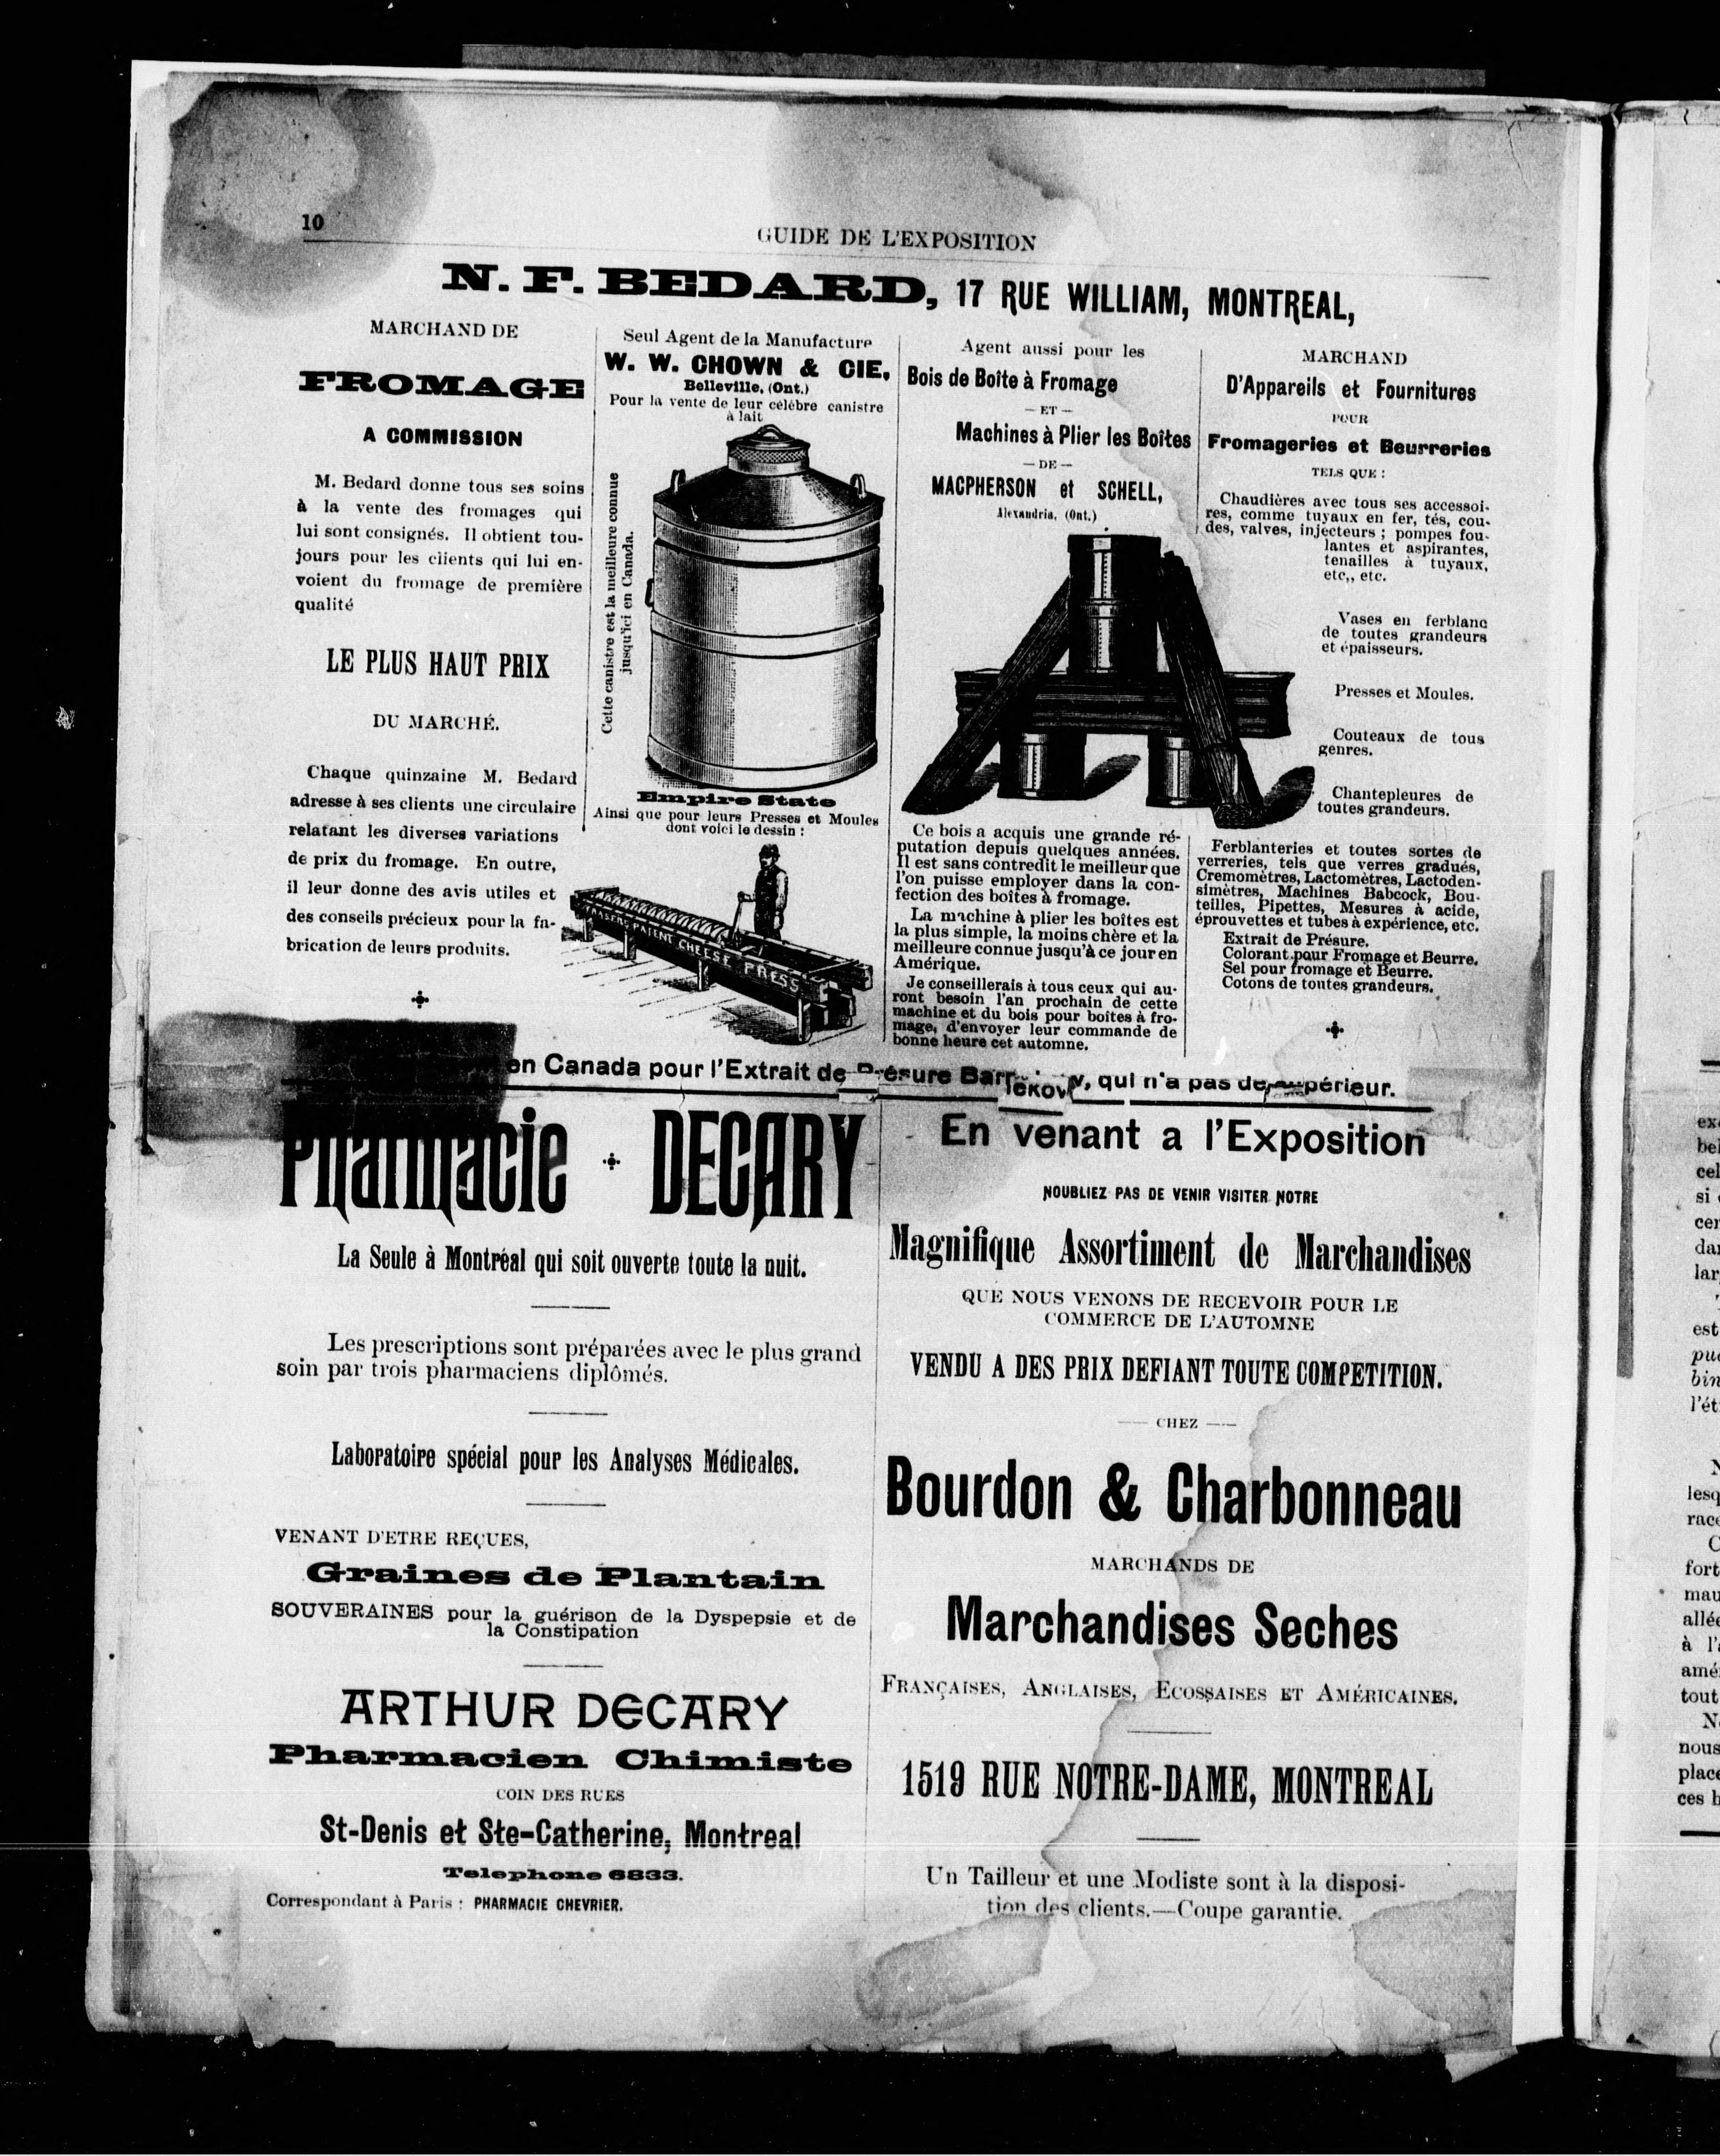 10
GUIDE DE L'EXPOSITION
N. F. BEDARD, 17 RUE WILLIAM, MONTREAL,
MARCHAND DE
FROMAGE
A COMMISSION
M. Bedard donne tous ses soins
à la vente des fromages qui
lui sont consignés. Il obtient tou-
jours pour les clients qui lui en-
voient du fromage de première
qualité
LE PLUS HAUT PRIX
DU MARCHÉ.
Chaque quinzaine M. Bedard
adresse à ses clients une circulaire
relatant les diverses variations
de prix du fromage. En outre,
il leur donne des avis utiles et
des conseils précieux pour la fa-
brication de leurs produits.
Seul Agent de la Manufacture
W. W. CHOWN & CIE,
Belleville, (Ont.)
Pour la vente de leur célèbre canistre
à lait
Cette canistre est la meilleure connue
jusqu'ici en Canada.
Empire State
Ainsi que pour leurs Presses et Moules
dont voici le dessin :
PATENT CHEESE PRESS
Agent aussi pour les
Bois de Boîte à Fromage
— ET —
Machines à Plier les Boîtes
— DE —
MACPHERSON et SCHELL,
Alexandria, (Ont.)
Ce bois a acquis une grande ré-
putation depuis quelques années.
Il est sans contredit le meilleur que
l'on puisse employer dans la con-
fection des boîtes à fromage.
La machine à plier les boîtes est
la plus simple, la moins chère et la
meilleure connue jusqu'à ce jour en
Amérique.
Je conseillerais à tous ceux qui au-
ront besoin l'an prochain de cette
machine et du bois pour boîtes à fro-
mage, d'envoyer leur commande de
bonne heure cet automne.
MARCHAND
D'Appareils et Fournitures
POUR
Fromageries et Beurreries
TELS QUE :
Chaudières avec tous ses accessoi-
res, comme tuyaux en fer, tés, cou-
des, valves, injecteurs ; pompes fou-
lantes et aspirantes,
tenailles à tuyaux,
etc,, etc.
Vases en ferblanc
de toutes grandeurs
et épaisseurs.
Presses et Moules.
Couteaux de tous
genres.
Chantepleures de
toutes grandeurs.
Ferblanteries et toutes sortes de
verreries, tels que verres gradués,
Cremomètres, Lactomètres, Lactoden-
simètres, Machines Babcock, Bou-
teilles, Pipettes, Mesures à acide,
éprouvettes et tubes à expérience, etc.
Extrait de Présure.
Colorant pour Fromage et Beurre.
Sel pour fromage et Beurre.
Cotons de toutes grandeurs.
en Canada pour l'Extrait de Présure qui n'a pas de supérieur.
Pharmacie DECARY
La Seule à Montréal qui soit ouverte toute la nuit.
Les prescriptions sont préparées avec le plus grand
soin par trois pharmaciens diplômés.
Laboratoire spécial pour les Analyses Médicales.
VENANT D'ETRE REÇUES,
Graines de Plantain
SOUVERAINES pour la guérison de la Dyspepsie et de
la Constipation
ARTHUR DECARY
Pharmacien Chimiste
COIN DES RUES
St-Denis et Ste-Catherine, Montreal
Telephone 6833.
Correspondant à Paris : PHARMACIE CHEVRIER.
En venant a l'Exposition
NOUBLIEZ PAS DE VENIR VISITER NOTRE
Magnifique Assortiment de Marchandises
QUE NOUS VENONS DE RECEVOIR POUR LE
COMMERCE DE L'AUTOMNE
VENDU A DES PRIX DEFIANT TOUTE COMPETITION.
— CHEZ —
Bourdon & Charbonneau
MARCHANDS DE
Marchandises Seches
FRANÇAISES, ANGLAISES, ECOSSAISES ET AMÉRICAINES.
1519 RUE NOTRE-DAME, MONTREAL
Un Tailleur et une Modiste sont à la disposi-
tion des clients.—Coupe garantie.